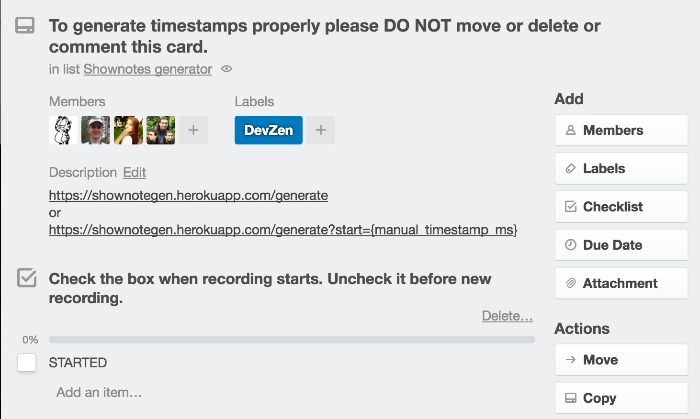 To generate timestamps properly please DO NOT move or delete or
comment this card.
in list Shownotes generator
Members
Labels
+
DevZen
+
Description Edit
https://shownotegen.herokuapp.com/generate
or
https://shownotegen.herokuapp.com/generate?start={manual_timestamp_ms}
Check the box when recording starts. Uncheck it before new
recording.
Delete...
0%
STARTED
Add an item...
Add
Members
Labels
Checklist
Due Date
Attachment
Actions
Move
Copy